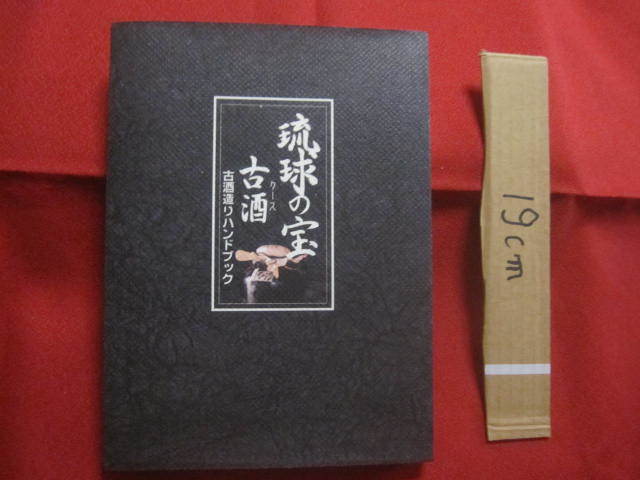 琉球の宝
古酒
クース
古酒造りハンドブック
19cm